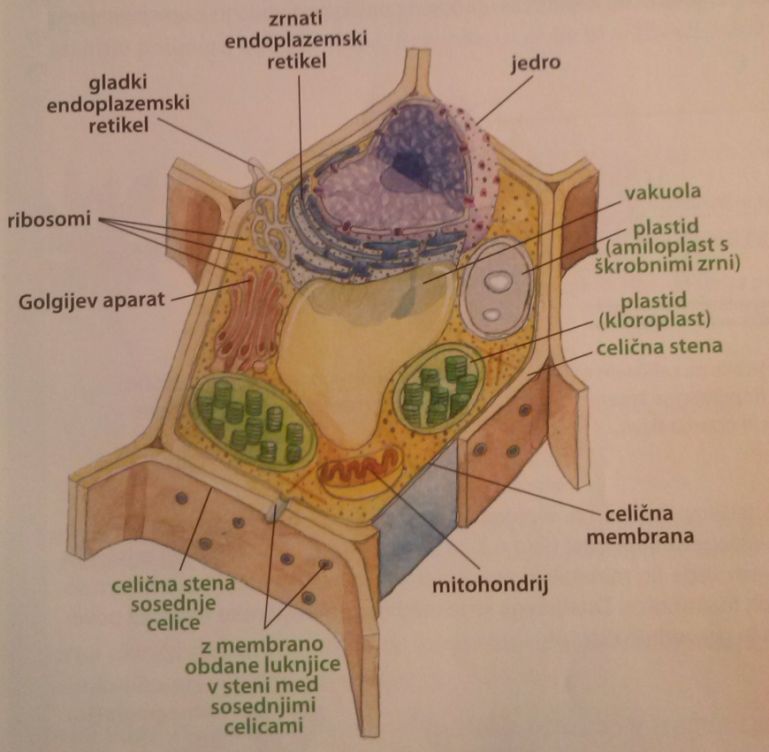 zrnati
endoplazemski
retikel
jedro
gladki
endoplazemski
retikel
vakuola
ribosomi
plastid
(amiloplast s
škrobnimi zrni)
Golgijev aparat
plastid
(kloroplast)
celična stena
celična
membrana
mitohondrij
celična stena
sosednje
celice
z membrano
obdane luknjice
v steni med
sosednjimi
celicami